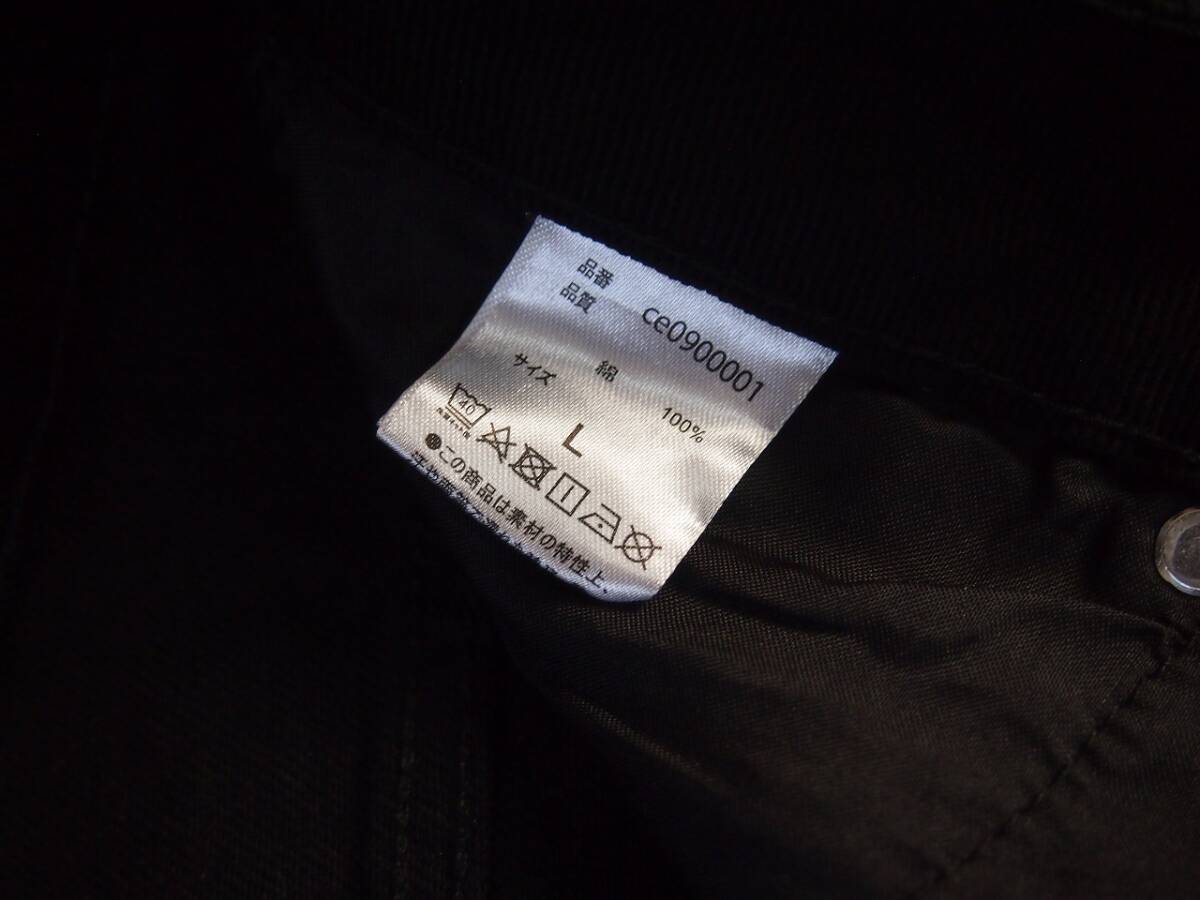 品番 ce0900001
品質
綿 100%
サイズ L
40
●この商品は素材の特性上、